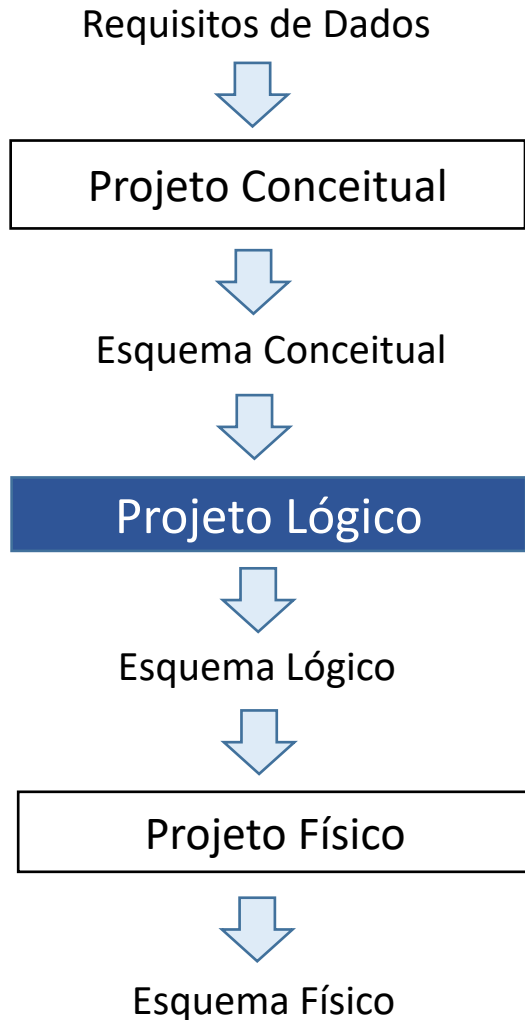 Requisitos de Dados
Projeto Conceitual
Esquema Conceitual
Projeto Lógico
Esquema Lógico
Projeto Físico
Esquema Físico